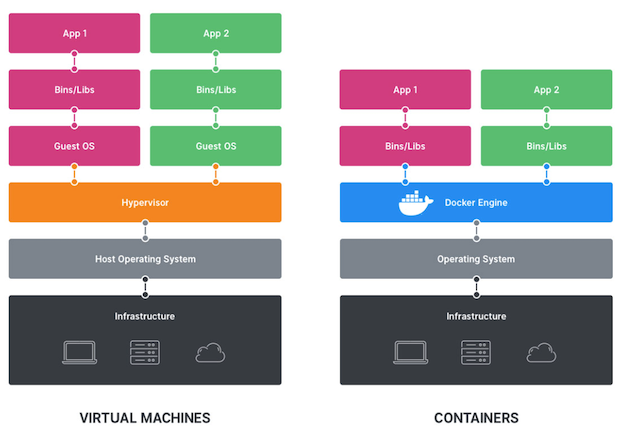 App 1
App 2
Bins/Libs
Bins/Libs
Guest OS
Guest OS
Hypervisor
Host Operating System
Infrastructure
VIRTUAL MACHINES
App 1
App 2
Bins/Libs
Bins/Libs
Docker Engine
Operating System
Infrastructure
CONTAINERS